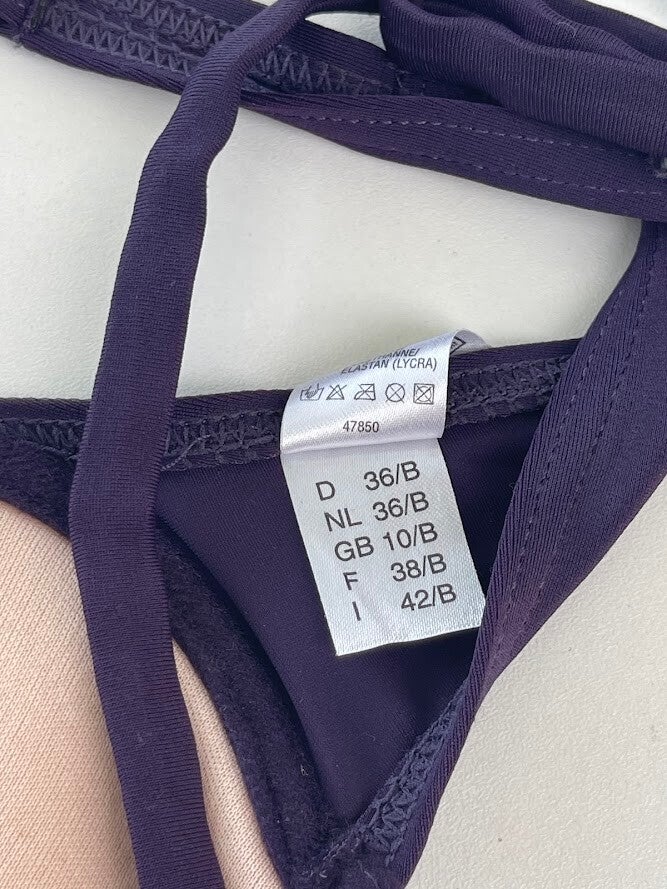 ELASTAN (LYCRA)
47850
D 36/B
NL 36/B
GB 10/B
F 38/B
I 42/B